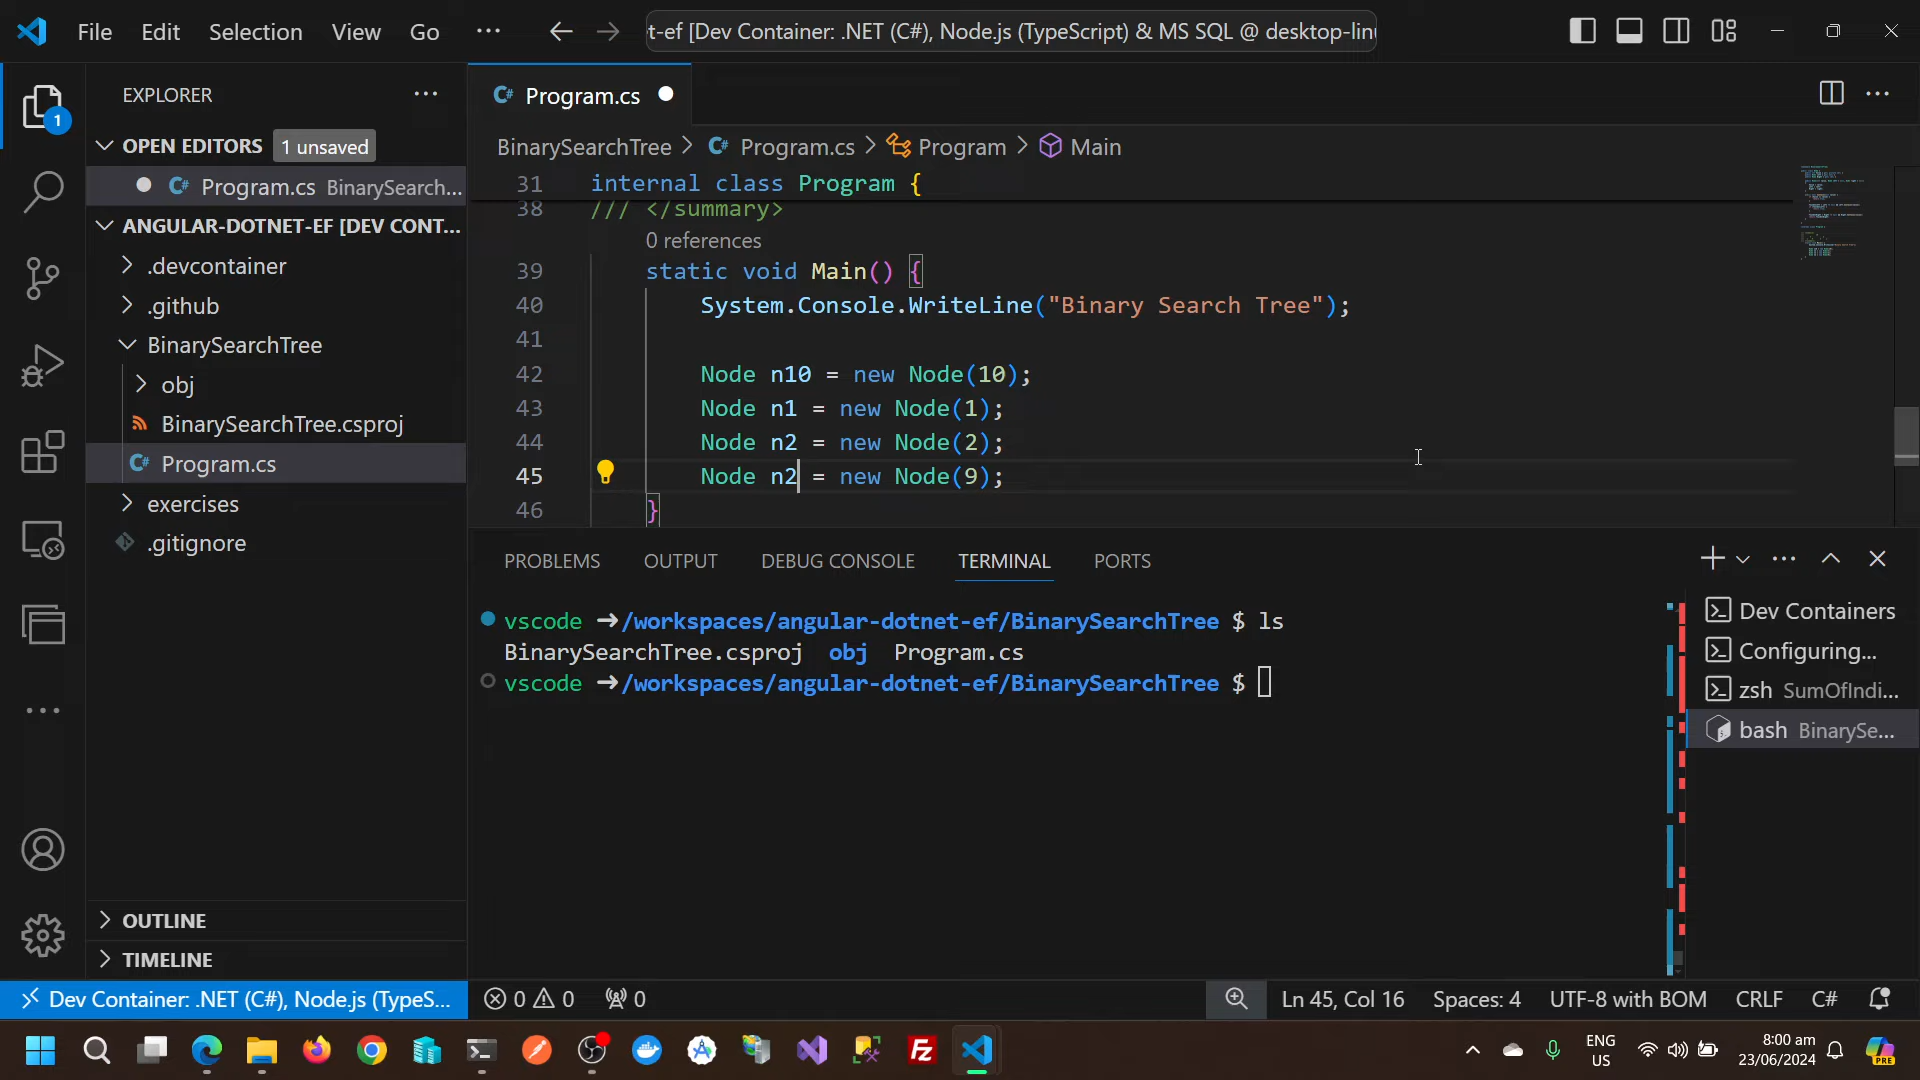 File Edit Selection View Go ··· t-ef [Dev Container: .NET (C#), Node.js (TypeScript) & MS SQL @ desktop-linu
EXPLORER
1
OPEN EDITORS 1 unsaved
C# Program.cs BinarySearch...
ANGULAR-DOTNET-EF [DEV CONT...
.devcontainer
.github
BinarySearchTree
obj
BinarySearchTree.csproj
C# Program.cs
exercises
.gitignore
OUTLINE
TIMELINE
C# Program.cs
BinarySearchTree > C# Program.cs > Program > Main
31 internal class Program {
38 /// </summary>
0 references
39 static void Main() {
40 System.Console.WriteLine("Binary Search Tree");
41
42 Node n10 = new Node(10);
43 Node n1 = new Node(1);
44 Node n2 = new Node(2);
45 Node n2 = new Node(9);
46 }
PROBLEMS OUTPUT DEBUG CONSOLE TERMINAL PORTS
vscode ➜/workspaces/angular-dotnet-ef/BinarySearchTree $ ls
BinarySearchTree.csproj obj Program.cs
vscode ➜/workspaces/angular-dotnet-ef/BinarySearchTree $
Dev Containers
Configuring...
zsh SumOfIndi...
bash BinarySe...
Dev Container: .NET (C#), Node.js (TypeS... 0 0 0 Ln 45, Col 16 Spaces: 4 UTF-8 with BOM CRLF C#
ENG
US
8:00 am
23/06/2024
PRE